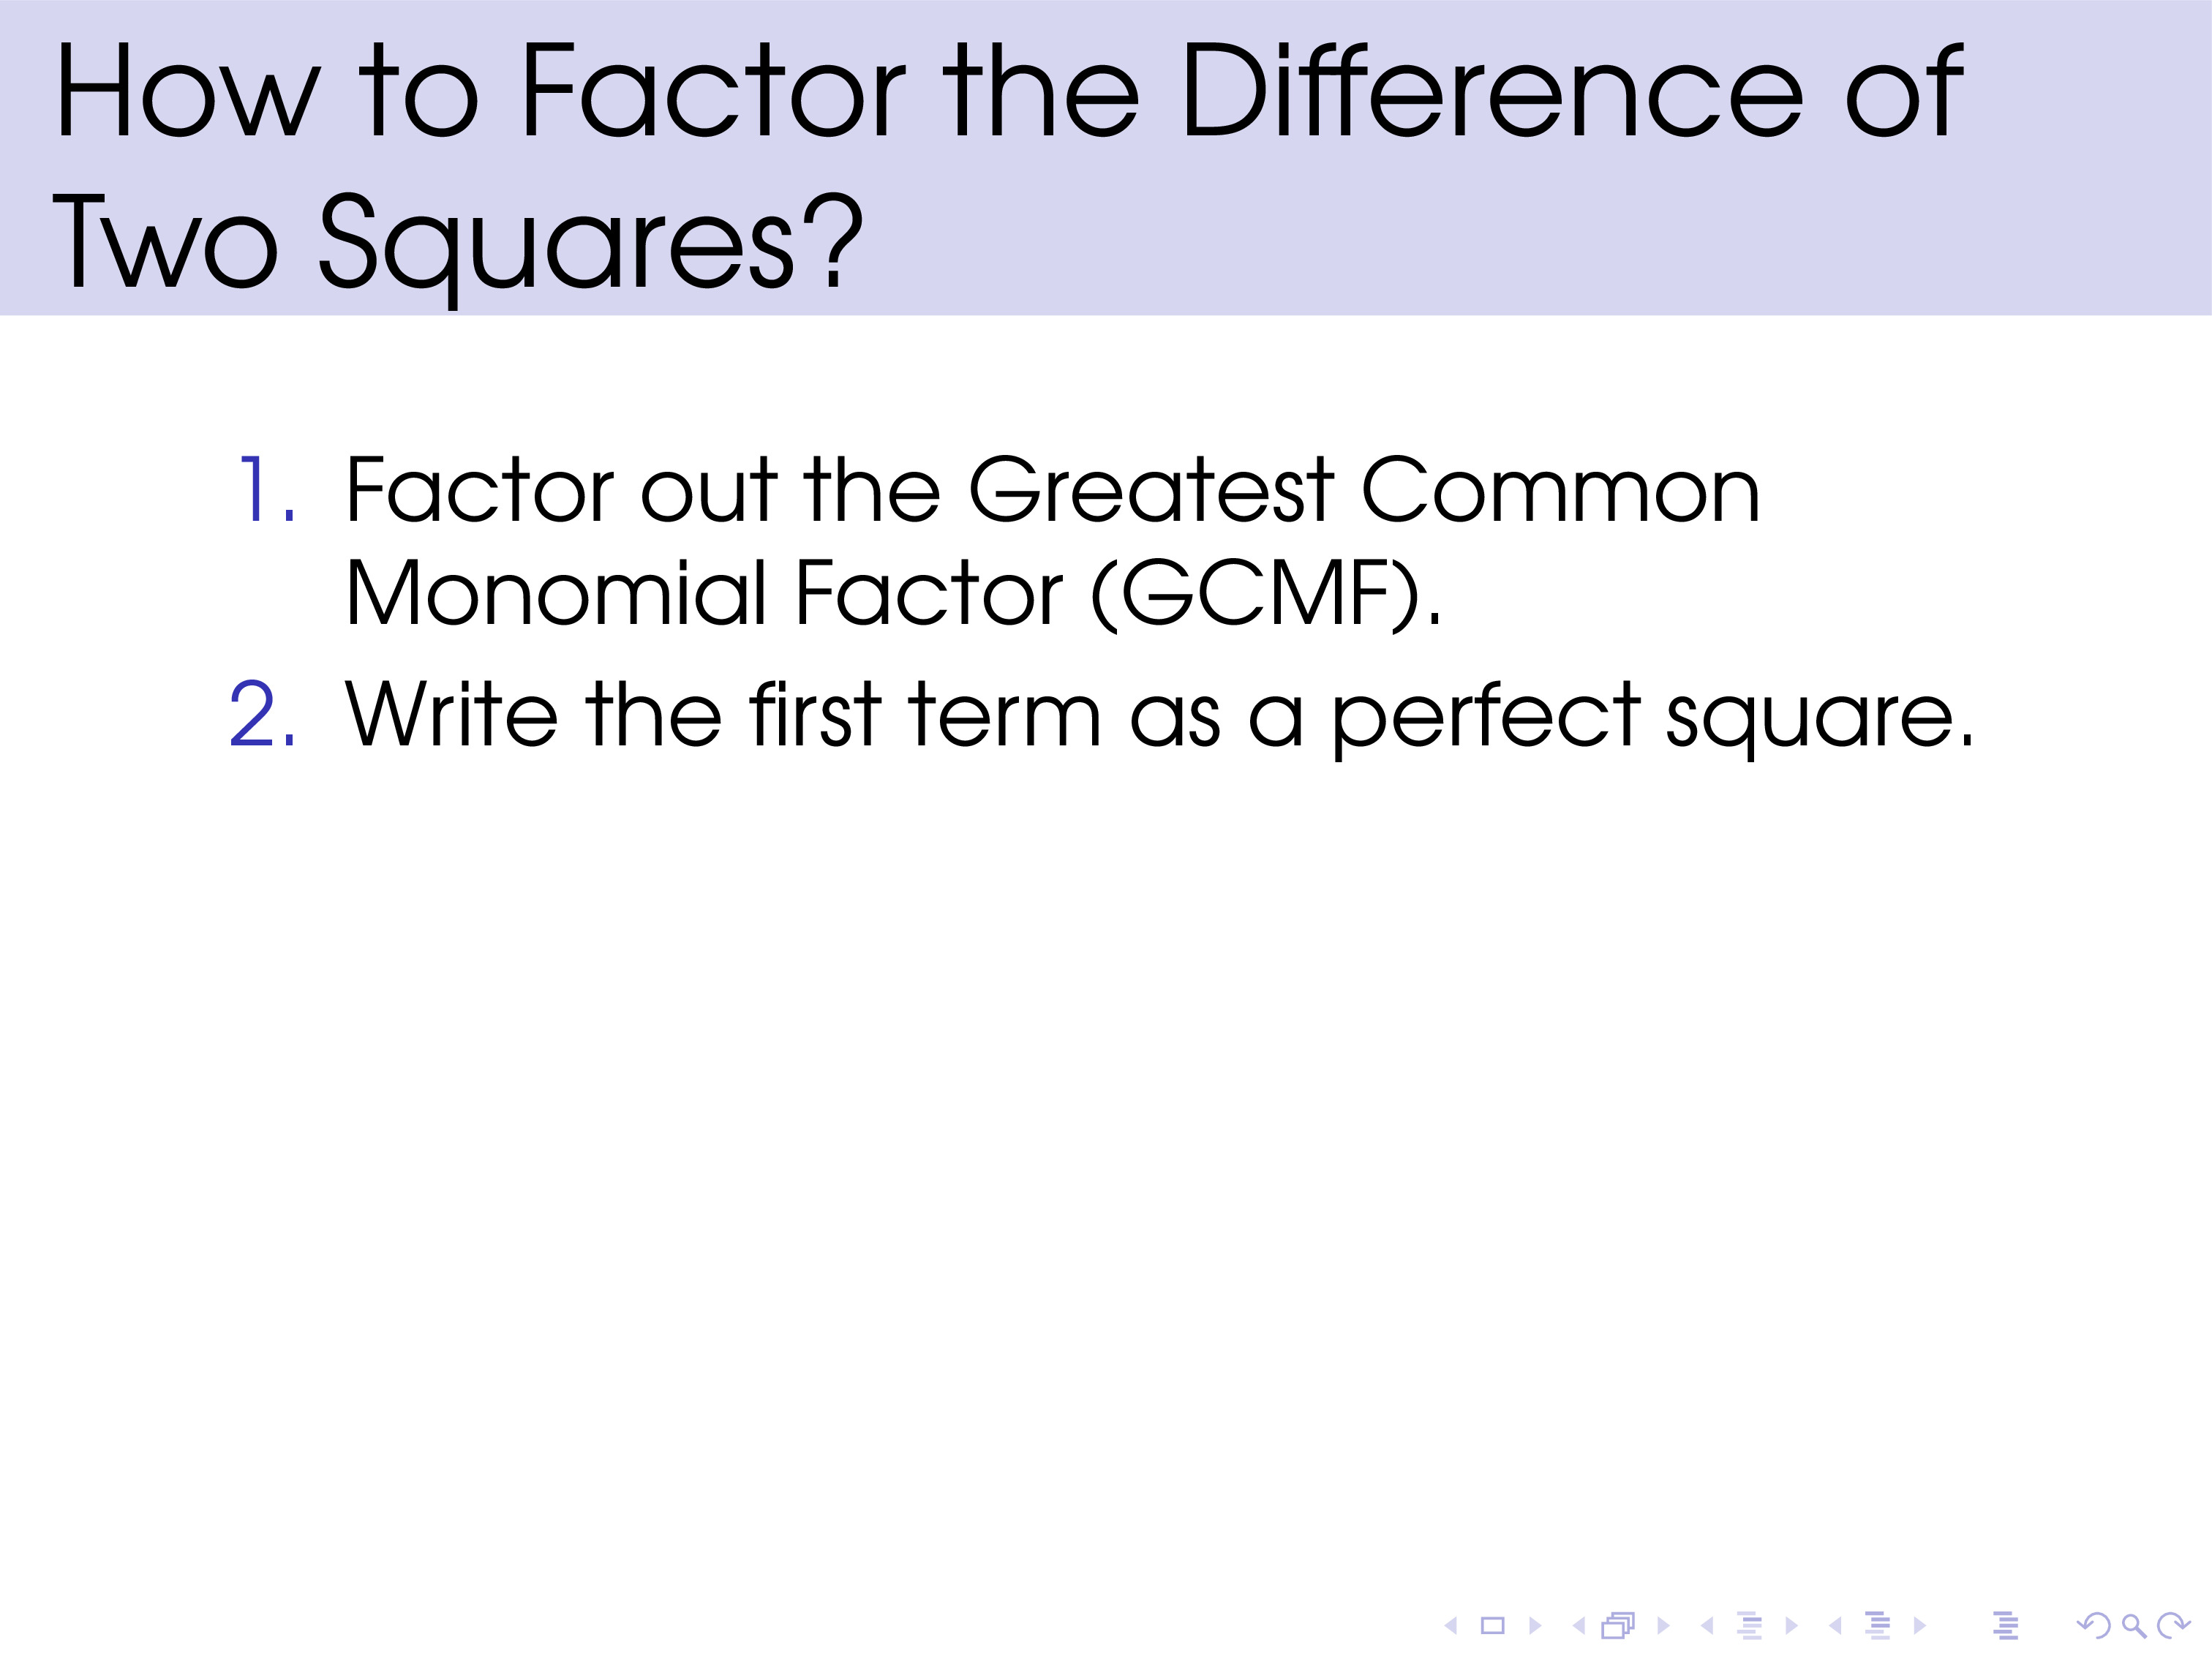 How to Factor the Difference of
Two Squares?
1. Factor out the Greatest Common
Monomial Factor (GCMF).
2. Write the first term as a perfect square.